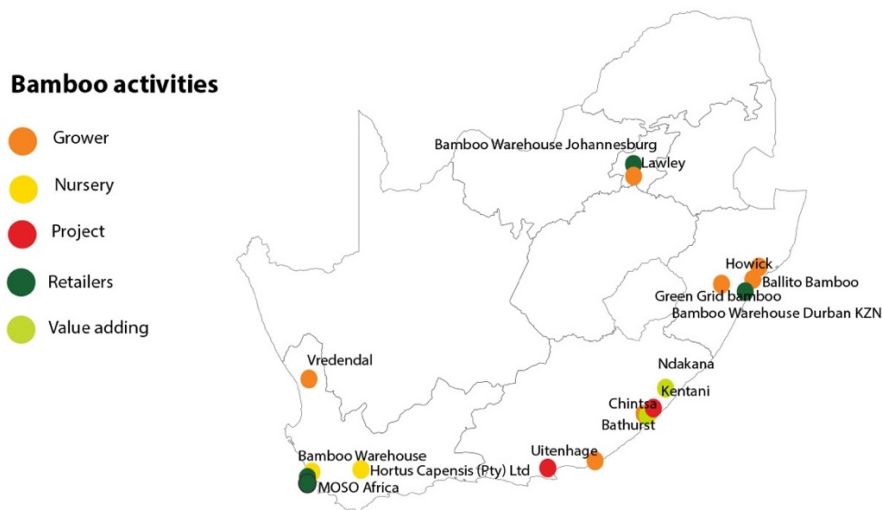 Bamboo activities
Grower
Nursery
Project
Retailers
Value adding
Bamboo Warehouse Johannesburg
Lawley
Howick
Ballito Bamboo
Green Grid bamboo
Bamboo Warehouse Durban KZN
Vredendal
Ndakana
Kentani
Chintsa
Bathurst
Uitenhage
Bamboo Warehouse
Hortus Capensis (Pty) Ltd
MOSO Africa